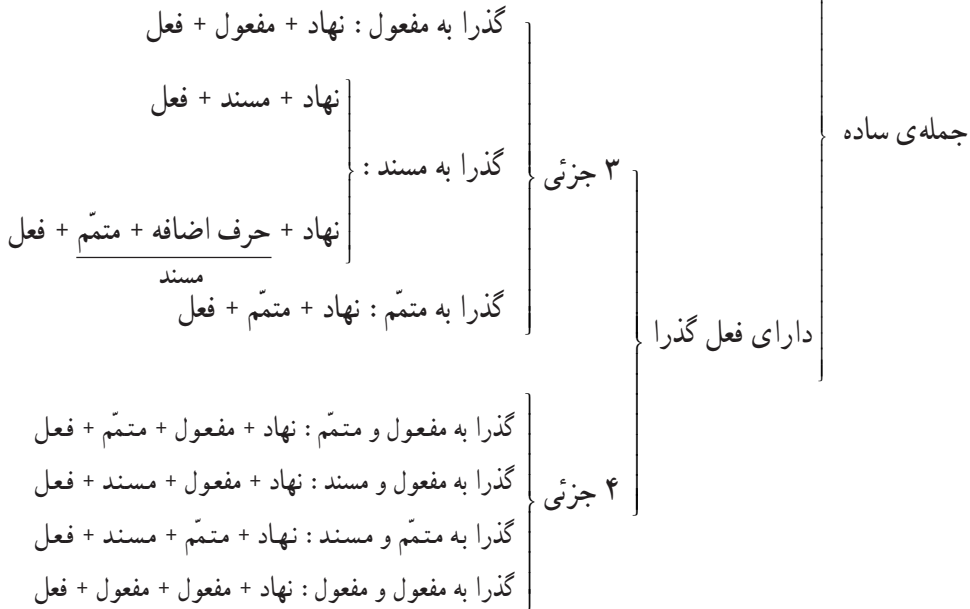 گذرا به مفعول : نهاد + مفعول + فعل
نهاد + مسند + فعل
جمله‌ی ساده
گذرا به مسند :
۳ جزئی
نهاد + حرف اضافه + متمّم + فعل
مسند
گذرا به متمّم : نهاد + متمّم + فعل
دارای فعل گذرا
گذرا به مفعول و متمّم : نهاد + مفعول + متمّم + فعل
گذرا به مفعول و مسند : نهاد + مفعول + مسند + فعل
۴ جزئی
گذرا به متمّم و مسند : نهاد + متمّم + مسند + فعل
گذرا به مفعول و مفعول : نهاد + مفعول + مفعول + فعل